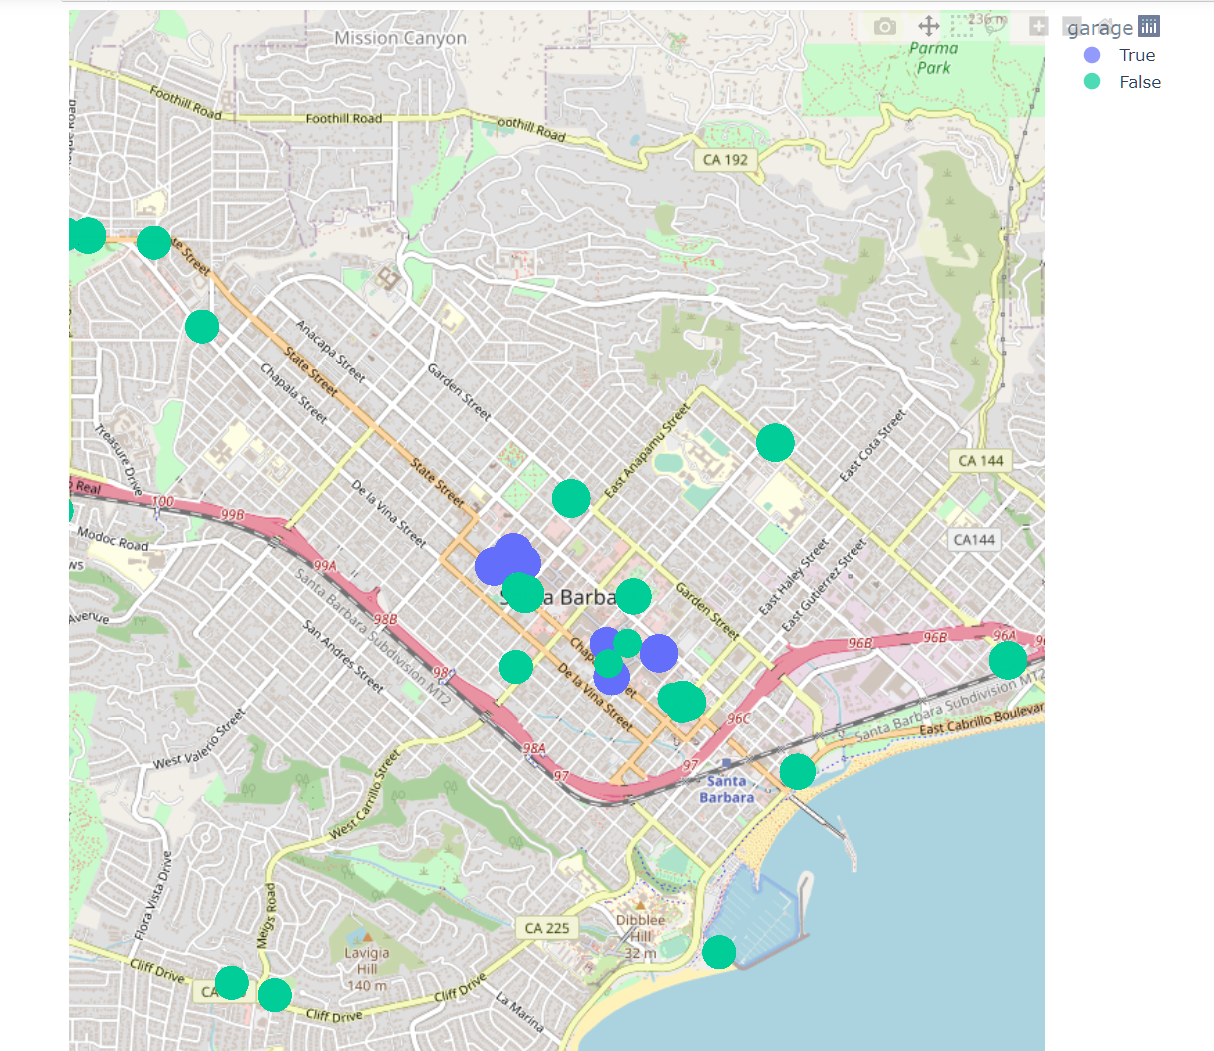 236 m
garage
True
False
Mission Canyon
Parma
Park
Foothill Road
Foothill Road
oothill Road
CA 192
State Street
Anacapa Street
State Street
Garden Street
Chapala Street
East Anapamu Street
East Cota Street
Treasure Drive
State Street
CA 144
De la Vina Street
Real
100
99B
Modoc Road
CA144
99A
East Haley Street
East Gutierrez Street
Santa Barbara Subdivision MT2
Garden Street
Avenue
98B
San Andres Street
96B
96B
96A
De la Vina Street
West Valerio Street
96C
Santa Barbara Subdivision MT2
East Cabrillo Boulevar
98A
97
97
Santa
Barbara
West Carrillo Street
Flora Vista Drive
Meigs Road
CA 225
Dibblee
Hill
32 m
Lavigia
Hill
140 m
Cliff Drive
Cliff Drive
Cliff Drive
La Marina